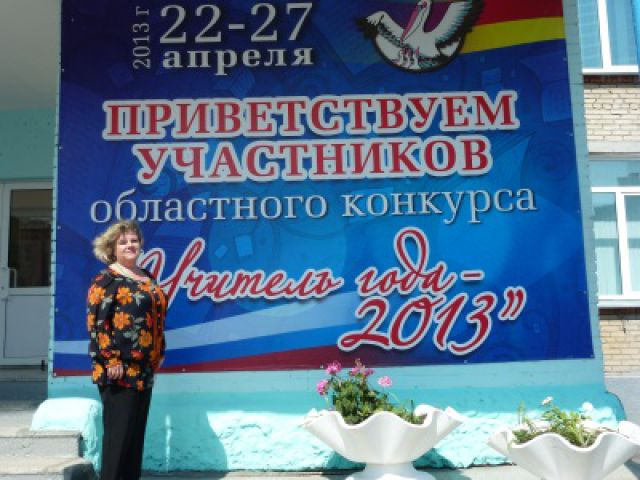 2013 г
22-27
апреля
ПРИВЕТСТВУЕМ
УЧАСТНИКОВ
областного конкурса
"Учитель года -
2013"